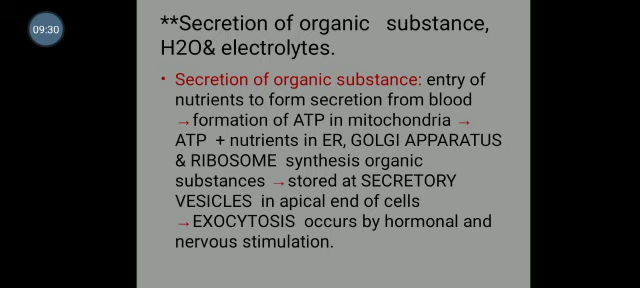 09:30
**Secretion of organic substance,
H2O& electrolytes.
• Secretion of organic substance: entry of
nutrients to form secretion from blood
→formation of ATP in mitochondria →
ATP + nutrients in ER, GOLGI APPARATUS
& RIBOSOME synthesis organic
substances →stored at SECRETORY
VESICLES in apical end of cells
→EXOCYTOSIS occurs by hormonal and
nervous stimulation.